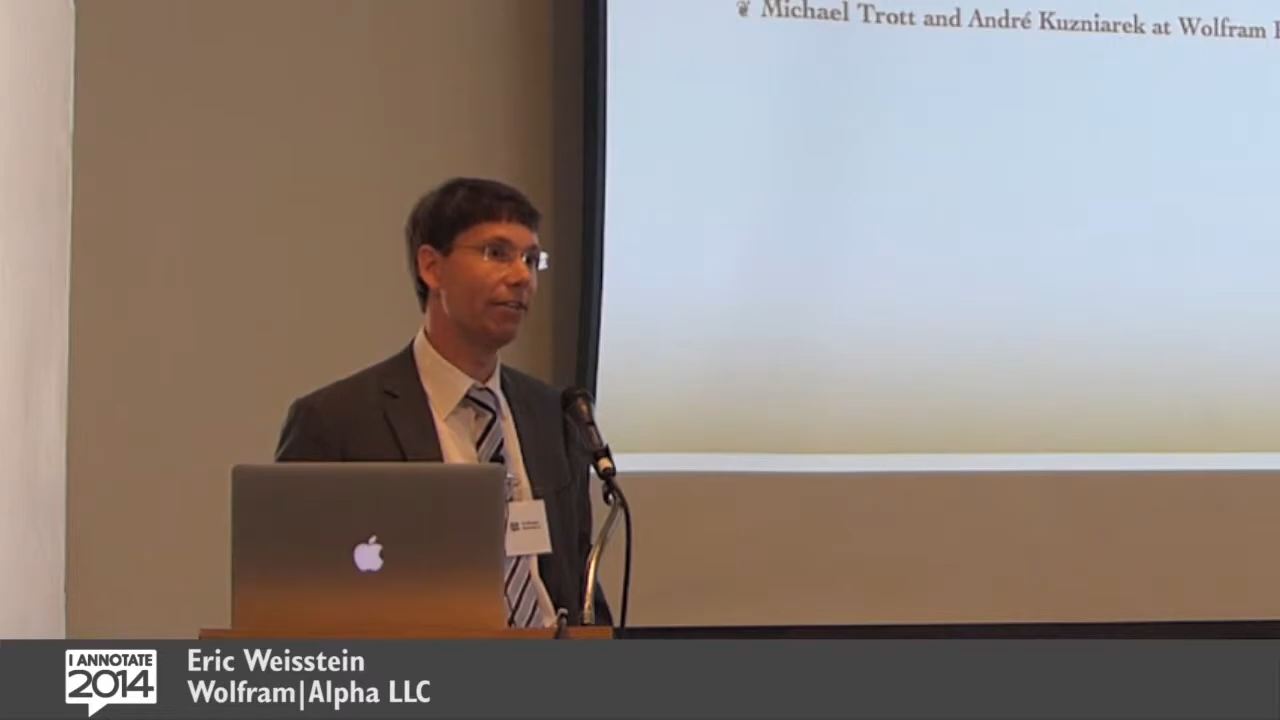 ❦ Michael Trott and André Kuzniarek at Wolfram
I ANNOTATE
2014
Eric Weisstein
Wolfram|Alpha LLC